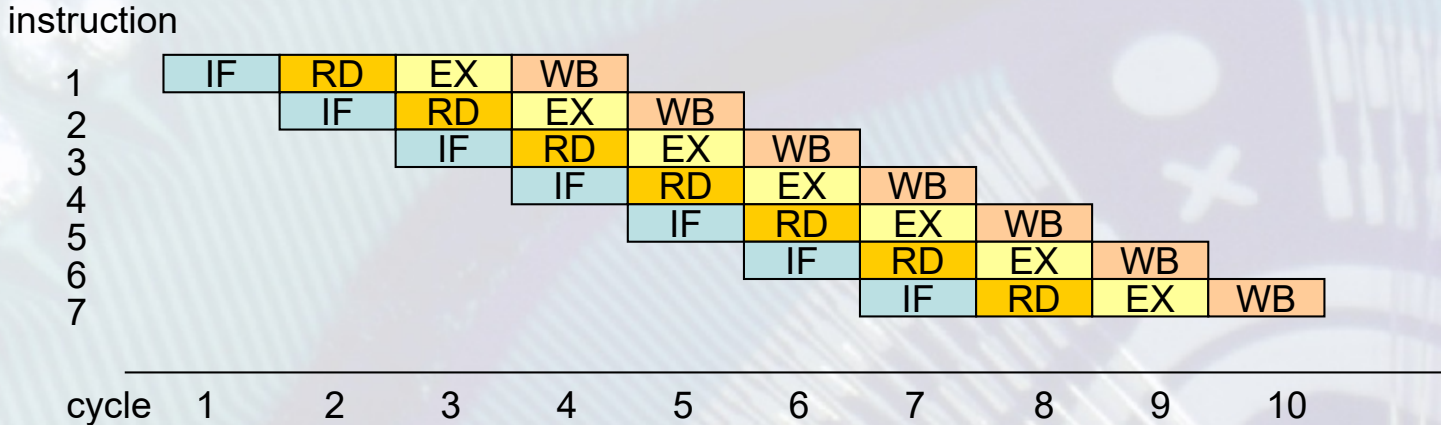 instruction
1 IF RD EX WB
2 IF RD EX WB
3 IF RD EX WB
4 IF RD EX WB
5 IF RD EX WB
6 IF RD EX WB
7 IF RD EX WB
cycle 1 2 3 4 5 6 7 8 9 10